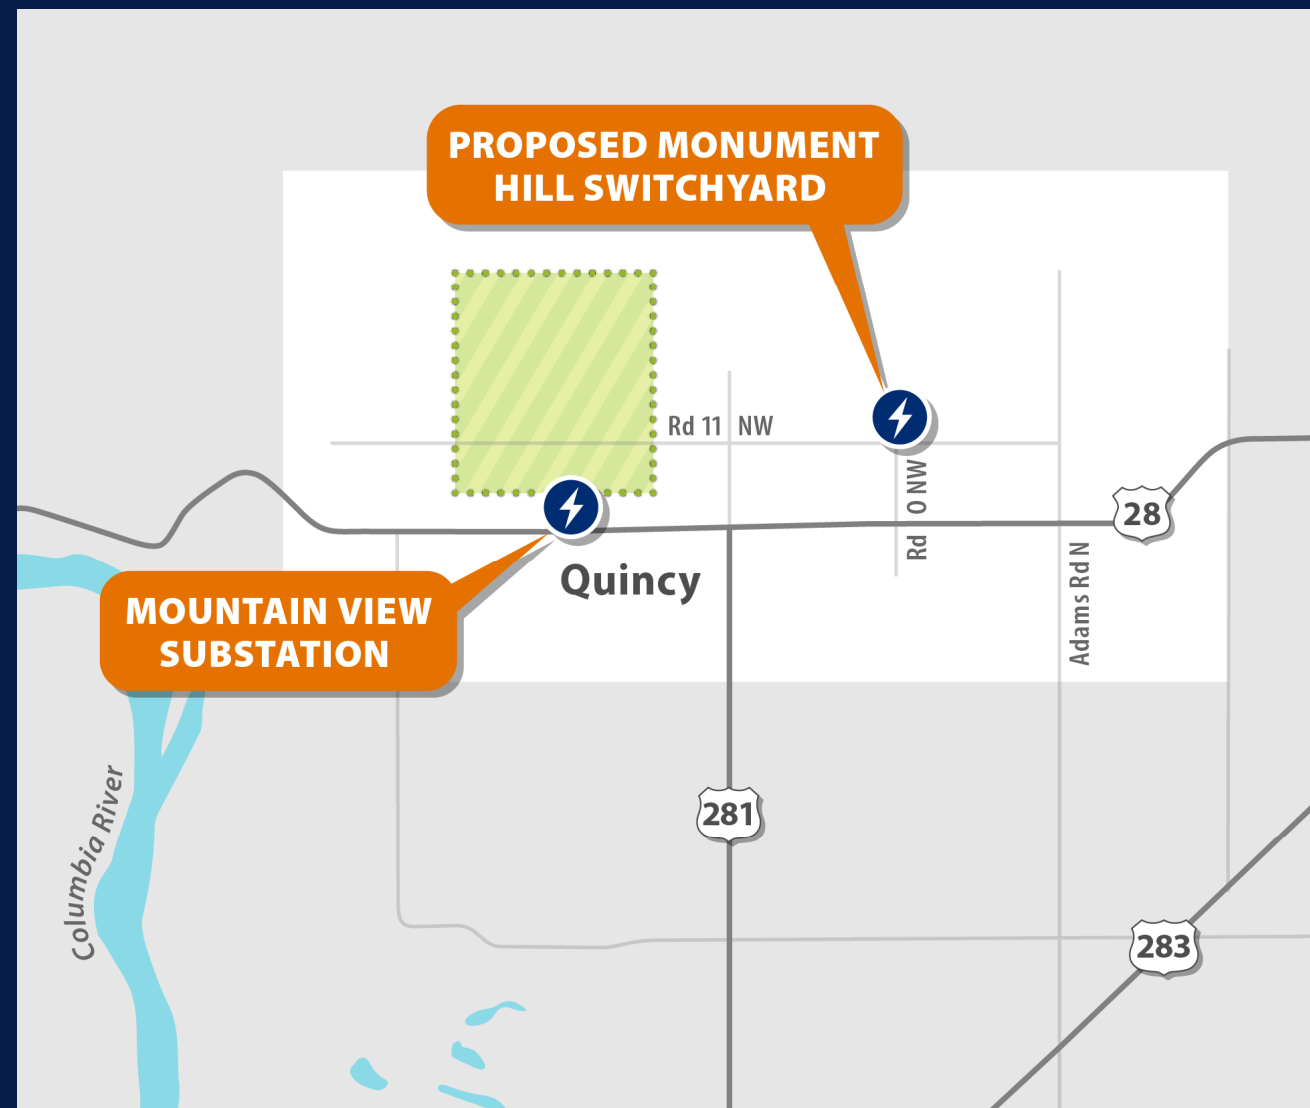 PROPOSED MONUMENT
HILL SWITCHYARD
Rd 11 NW
Rd O NW
28
Quincy
Adams Rd N
MOUNTAIN VIEW
SUBSTATION
281
Columbia River
283